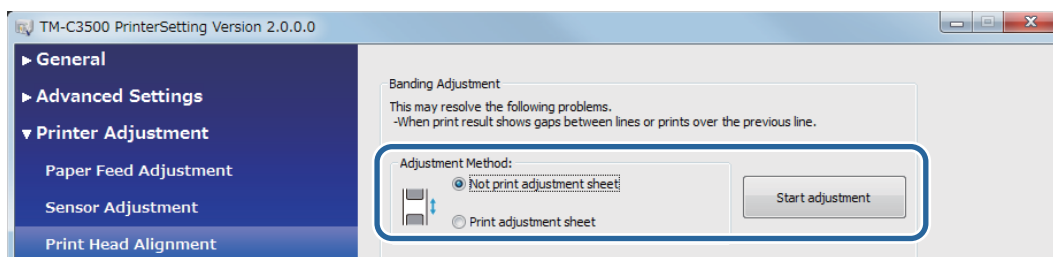 TM-C3500 PrinterSetting Version 2.0.0.0
▶ General
▶ Advanced Settings
▼ Printer Adjustment
Paper Feed Adjustment
Sensor Adjustment
Print Head Alignment
Banding Adjustment
This may resolve the following problems.
-When print result shows gaps between lines or prints over the previous line.
Adjustment Method:
Not print adjustment sheet
Print adjustment sheet
Start adjustment